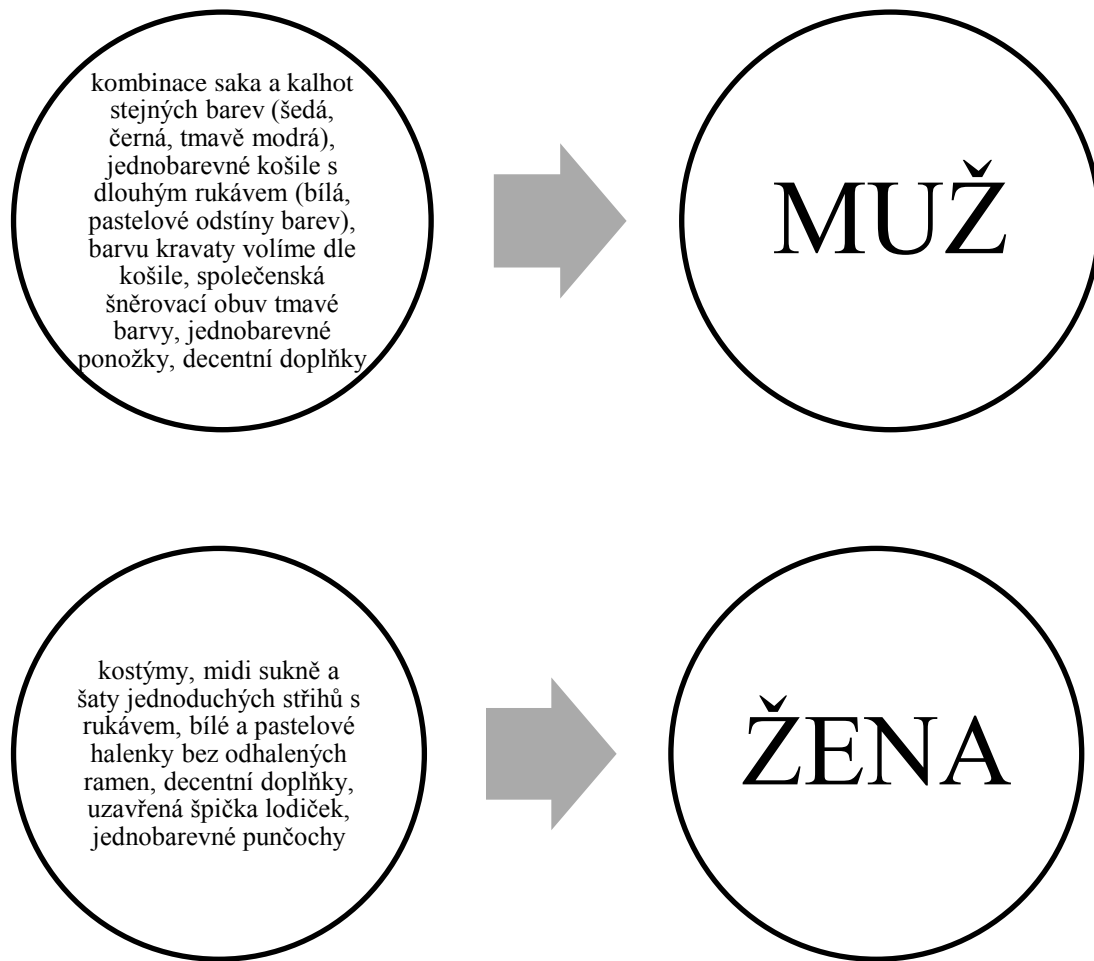 kombinace saka a kalhot
stejných barev (šedá,
černá, tmavě modrá),
jednobarevné košile s
dlouhým rukávem (bílá,
pastelové odstíny barev),
barvu kravaty volíme dle
košile, společenská
šněrovací obuv tmavé
barvy, jednobarevné
ponožky, decentní doplňky
MUŽ
kostýmy, midi sukně a
šaty jednoduchých střihů s
rukávem, bílé a pastelové
halenky bez odhalených
ramen, decentní doplňky,
uzavřená špička lodiček,
jednobarevné punčochy
ŽENA